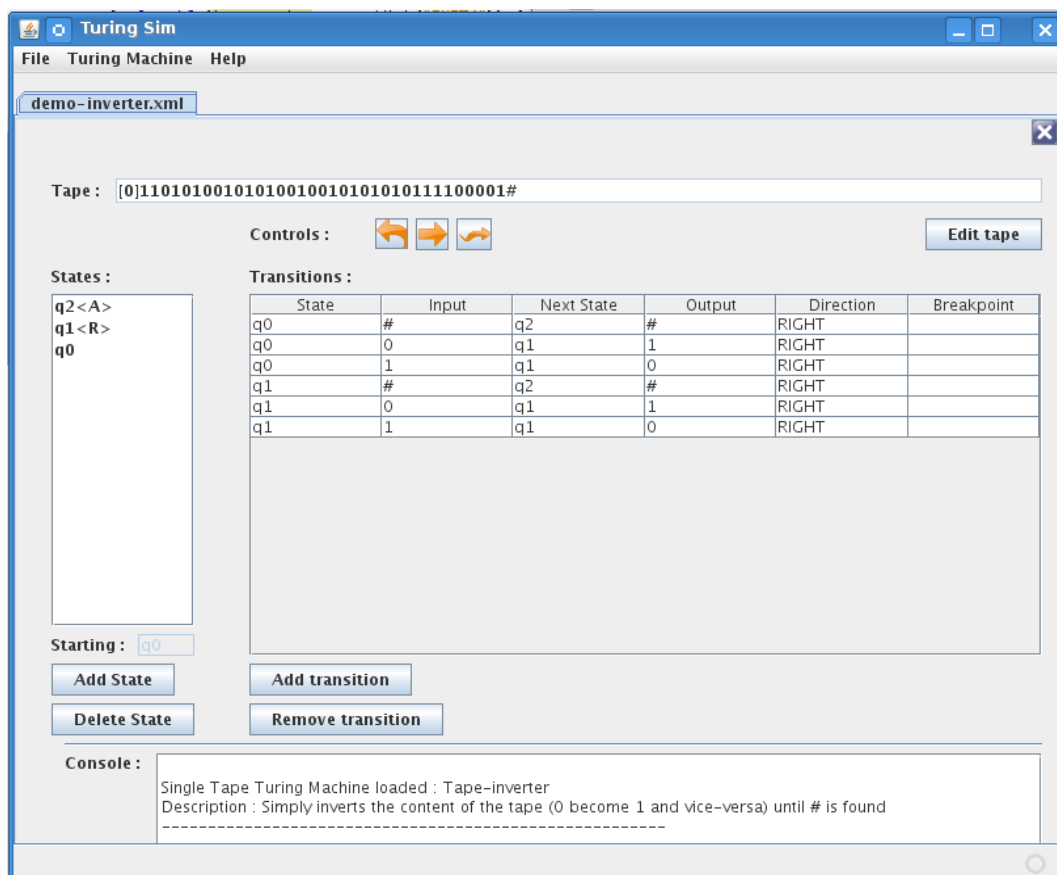 Turing Sim
File Turing Machine Help
demo-inverter.xml
Tape : [0]1101010010101001001010101010111100001#
Controls :
Edit tape
States : Transitions :
q2<A>
q1<R>
q0
State Input Next State Output Direction Breakpoint
q0 # q2 # RIGHT
q0 0 q1 1 RIGHT
q0 1 q1 0 RIGHT
q1 # q2 # RIGHT
q1 0 q1 1 RIGHT
q1 1 q1 0 RIGHT
Starting : q0
Add State Add transition
Delete State Remove transition
Console :
Single Tape Turing Machine loaded : Tape-inverter
Description : Simply inverts the content of the tape (0 become 1 and vice-versa) until # is found
-------------------------------------------------------